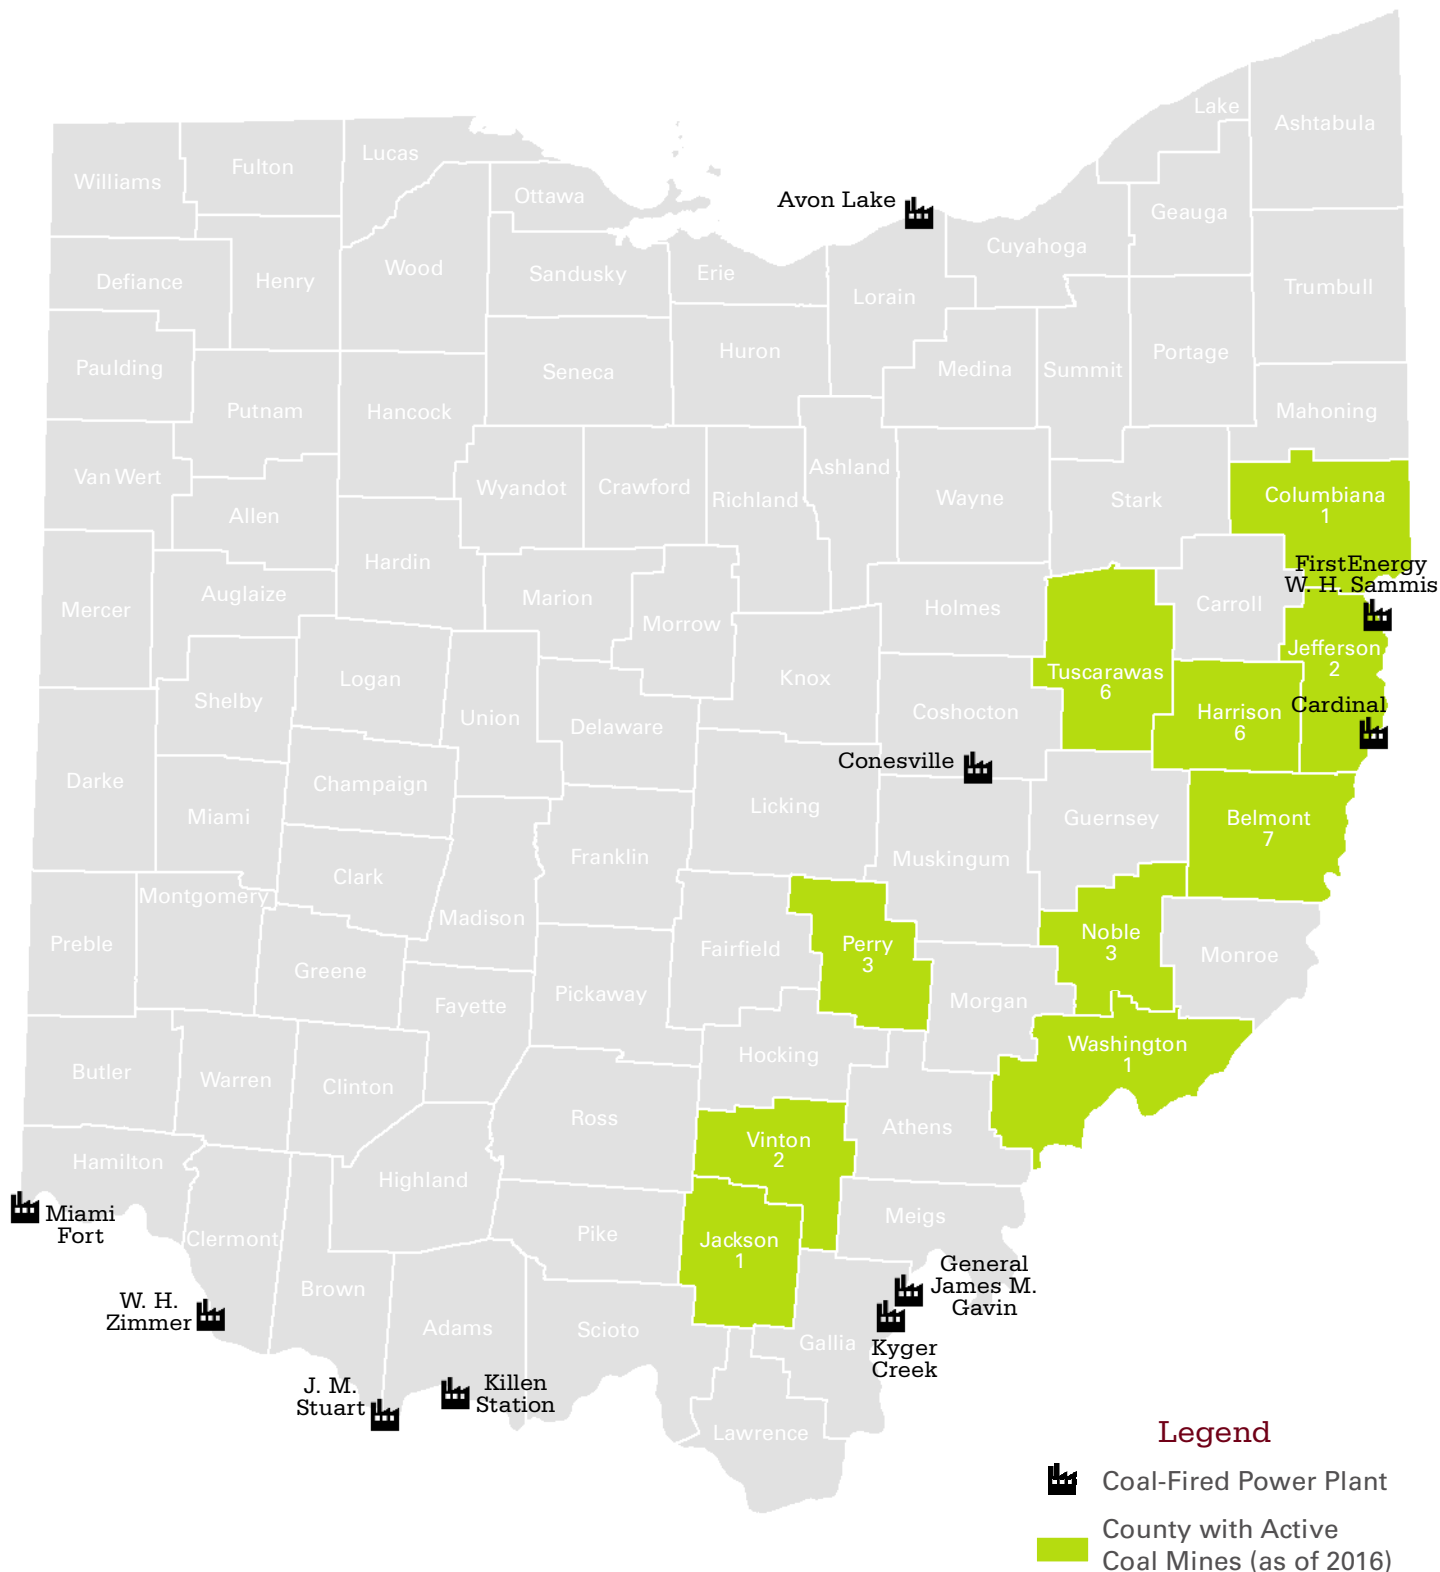 Lake
Ashtabula
Lucas
Fulton
Williams
Ottawa
Avon Lake
Geauga
Cuyahoga
Wood
Sandusky
Erie
Defiance
Henry
Lorain
Trumbull
Huron
Portage
Paulding
Seneca
Medina
Summit
Putnam
Hancock
Mahoning
Ashland
Van Wert
Wyandot
Crawford
Richland
Wayne
Stark
Columbiana
1
Allen
Hardin
FirstEnergy
W. H. Sammis
Auglaize
Marion
Mercer
Holmes
Carroll
Morrow
Jefferson
2
Logan
Knox
Tuscarawas
6
Shelby
Union
Delaware
Coshocton
Harrison
6
Cardinal
Conesville
Darke
Champaign
Miami
Licking
Guernsey
Belmont
7
Franklin
Muskingum
Clark
Montgomery
Madison
Preble
Fairfield
Perry
3
Noble
3
Monroe
Greene
Fayette
Pickaway
Morgan
Hocking
Washington
1
Butler
Warren
Clinton
Ross
Athens
Vinton
2
Hamilton
Highland
Miami
Fort
Meigs
Clermont
Pike
Jackson
1
General
James M.
Gavin
Brown
W. H.
Zimmer
Adams
Scioto
Gallia
Kyger
Creek
J. M.
Stuart
Killen
Station
Lawrence
Legend
Coal-Fired Power Plant
County with Active
Coal Mines (as of 2016)